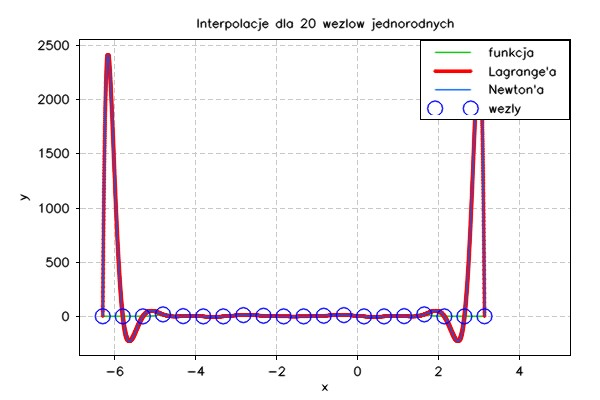 Interpolacje dla 20 wezlow jednorodnych
funkcja
Lagrange'a
Newton'a
wezly
2500
2000
1500
1000
500
0
y
−6 −4 −2 0 2 4
x